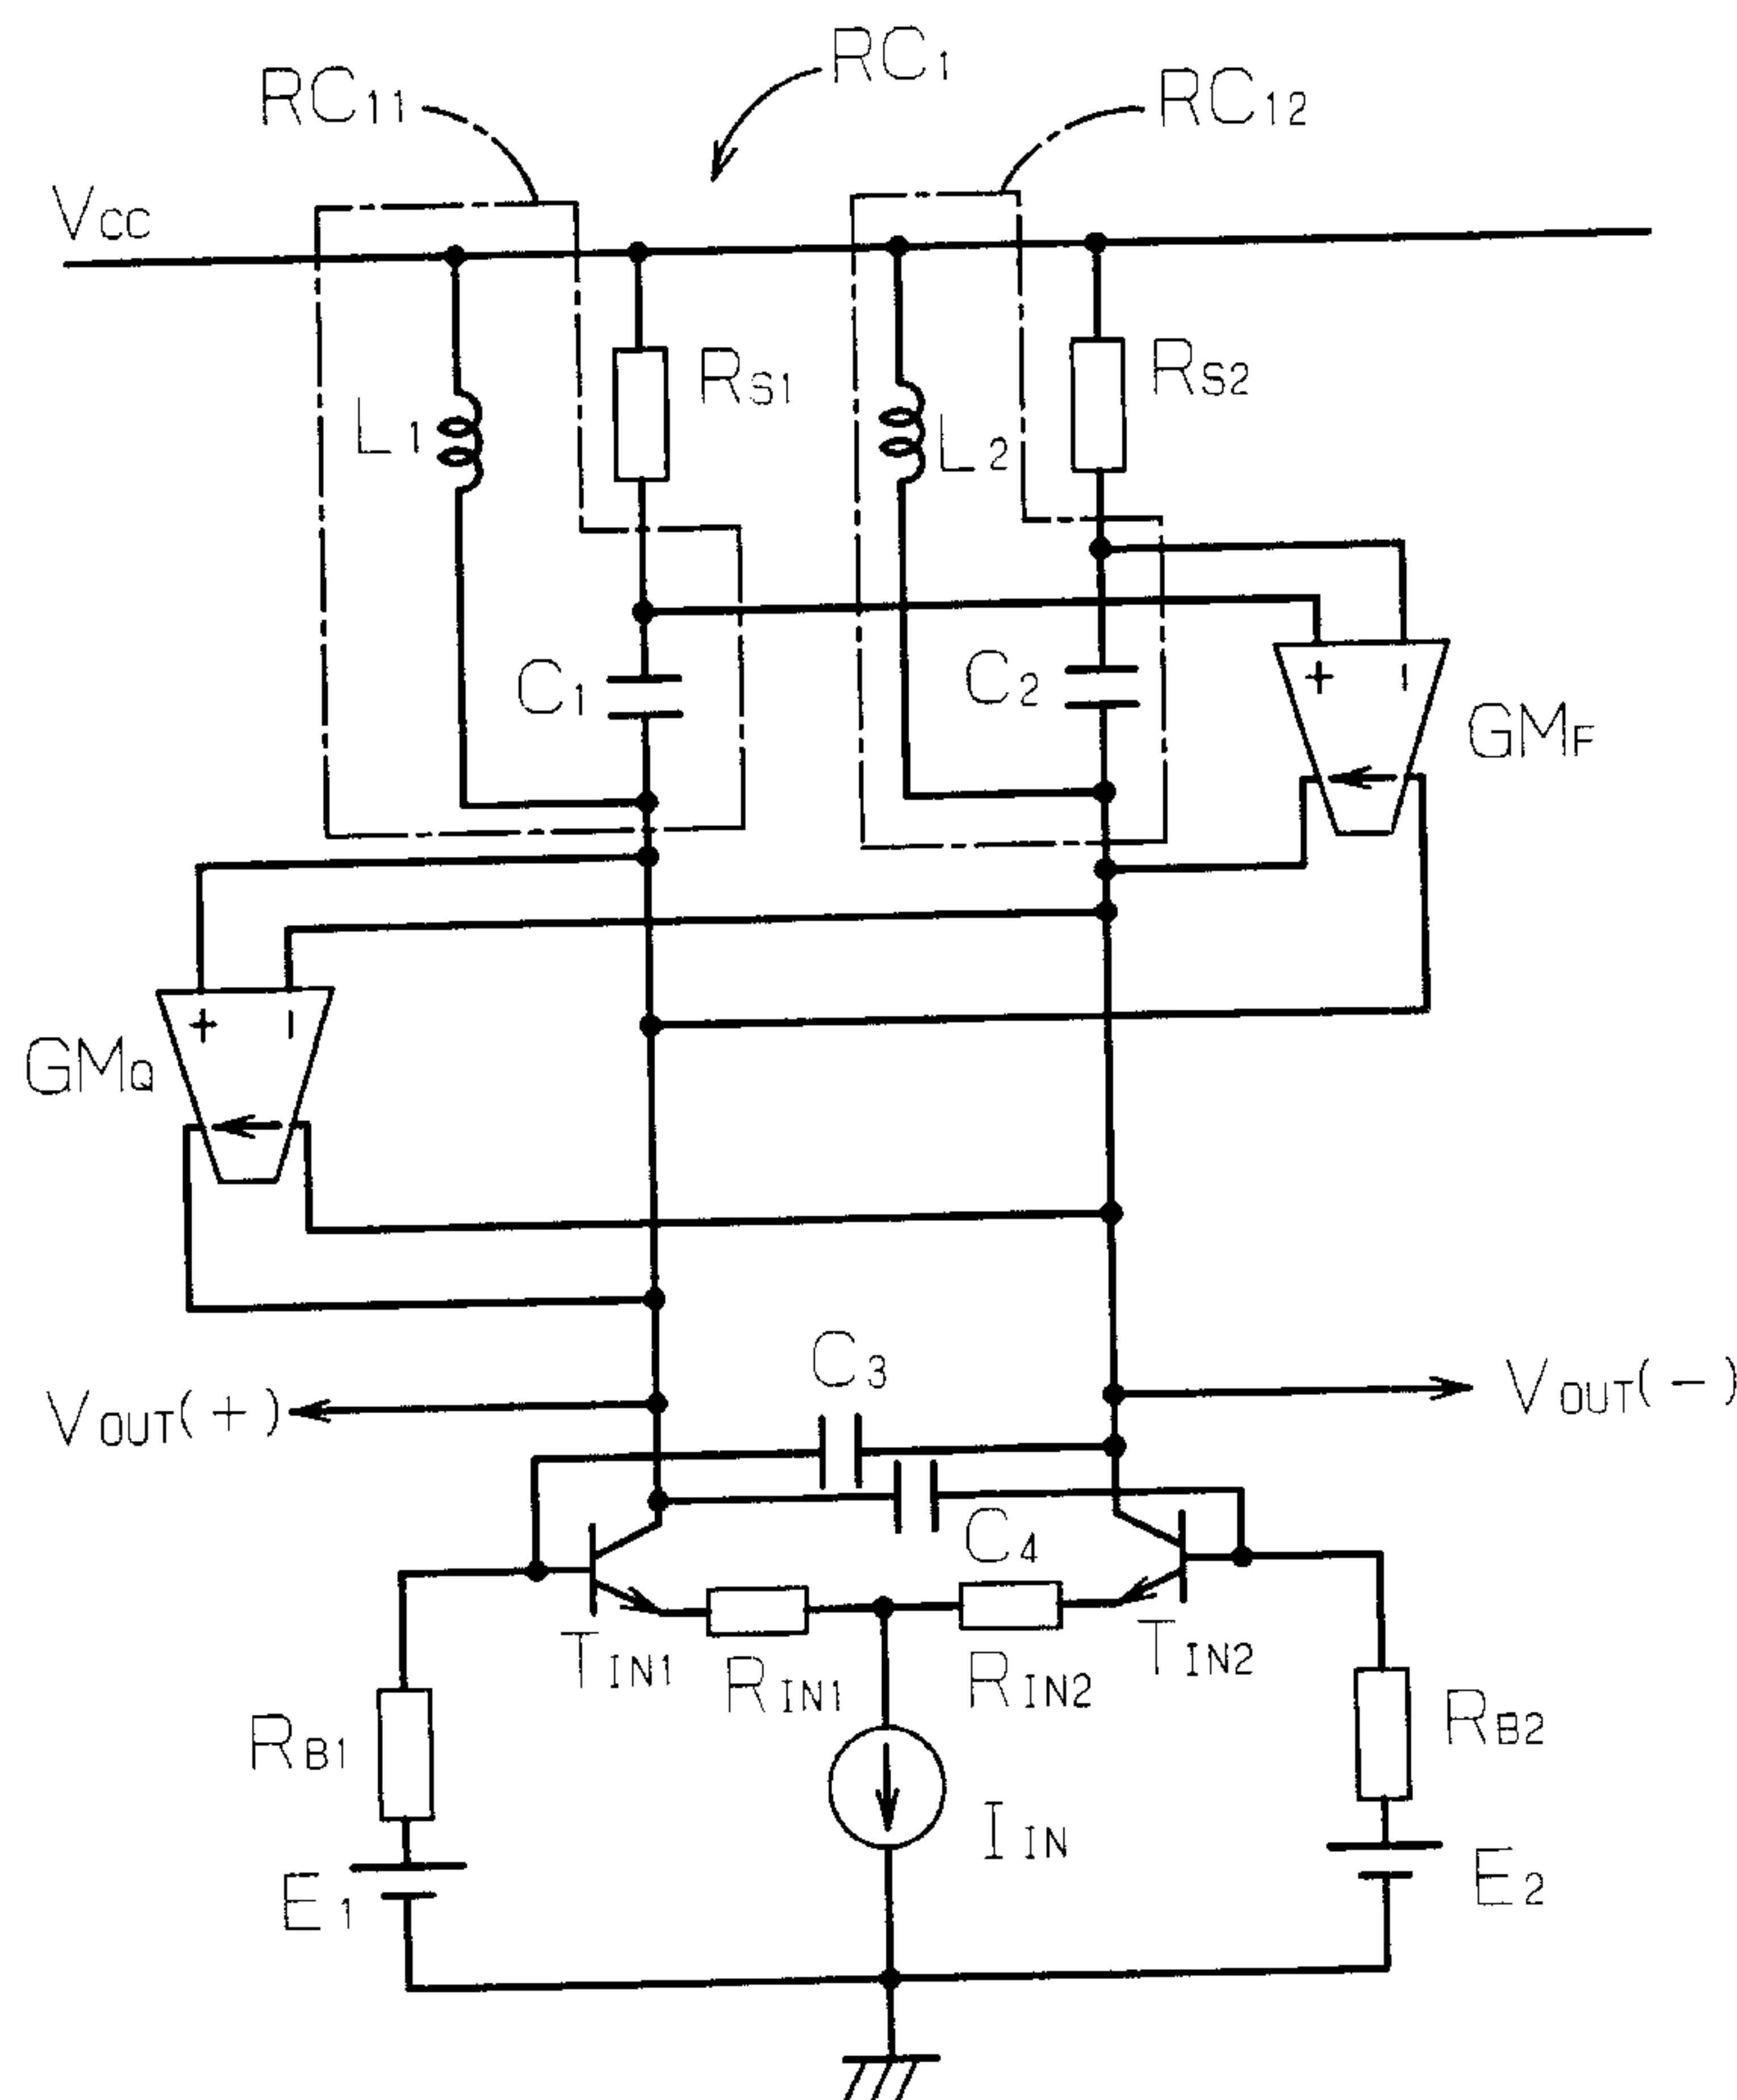 RC1
RC11
RC12
Vcc
RS1
RS2
L1
L2
C1
C2
+ −
GMF
+ −
GMQ
C3
VOUT(+)
VOUT(−)
C4
TIN1
RIN1
RIN2
TIN2
RB1
RB2
IIN
E1
E2